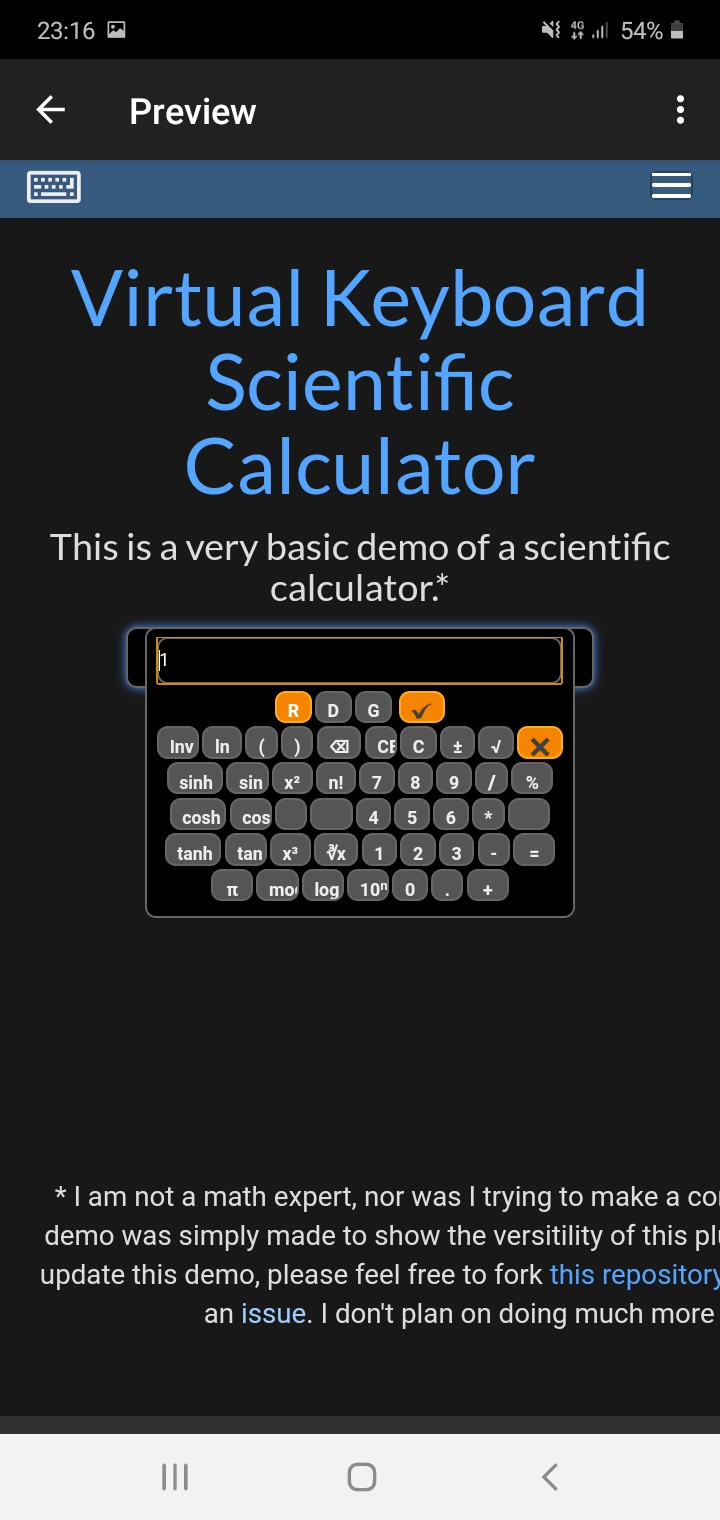 23:16 4G 54%
Preview
Virtual Keyboard
Scientific
Calculator
This is a very basic demo of a scientific
calculator.*
1
R D G ✔
Inv ln ( ) ⌫ CE C ± √ ✖
sinh sin x² n! 7 8 9 / %
cosh cos 4 5 6 *
tanh tan x³ ∛x 1 2 3 - =
π mo log 10ⁿ 0 . +
* I am not a math expert, nor was I trying to make a co
demo was simply made to show the versitility of this pl
update this demo, please feel free to fork this repository
an issue. I don't plan on doing much more